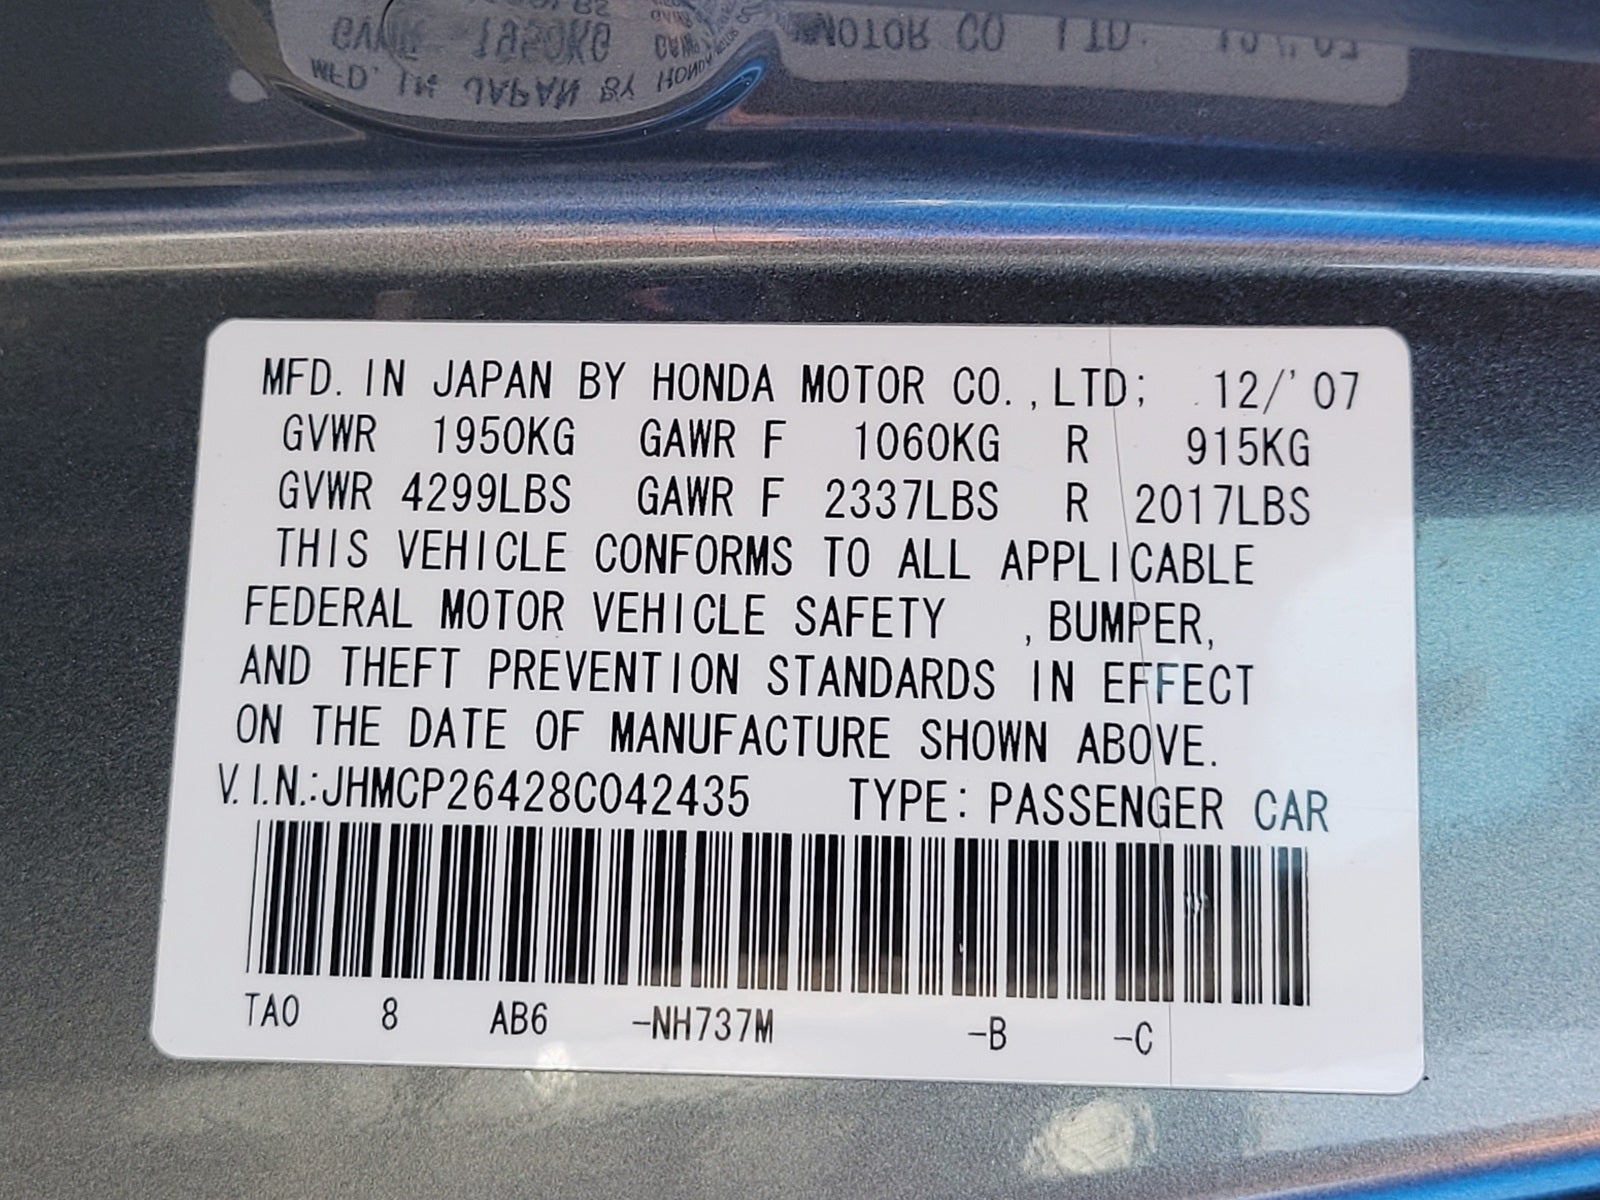 MFD. IN JAPAN BY HONDA MOTOR CO.,LTD; 12/'07
GVWR 1950KG GAWR F 1060KG R 915KG
GVWR 4299LBS GAWR F 2337LBS R 2017LBS
THIS VEHICLE CONFORMS TO ALL APPLICABLE
FEDERAL MOTOR VEHICLE SAFETY , BUMPER,
AND THEFT PREVENTION STANDARDS IN EFFECT
ON THE DATE OF MANUFACTURE SHOWN ABOVE.
V.I.N.:JHMCP26428C042435 TYPE: PASSENGER CAR
TA0 8 AB6 -NH737M -B -C